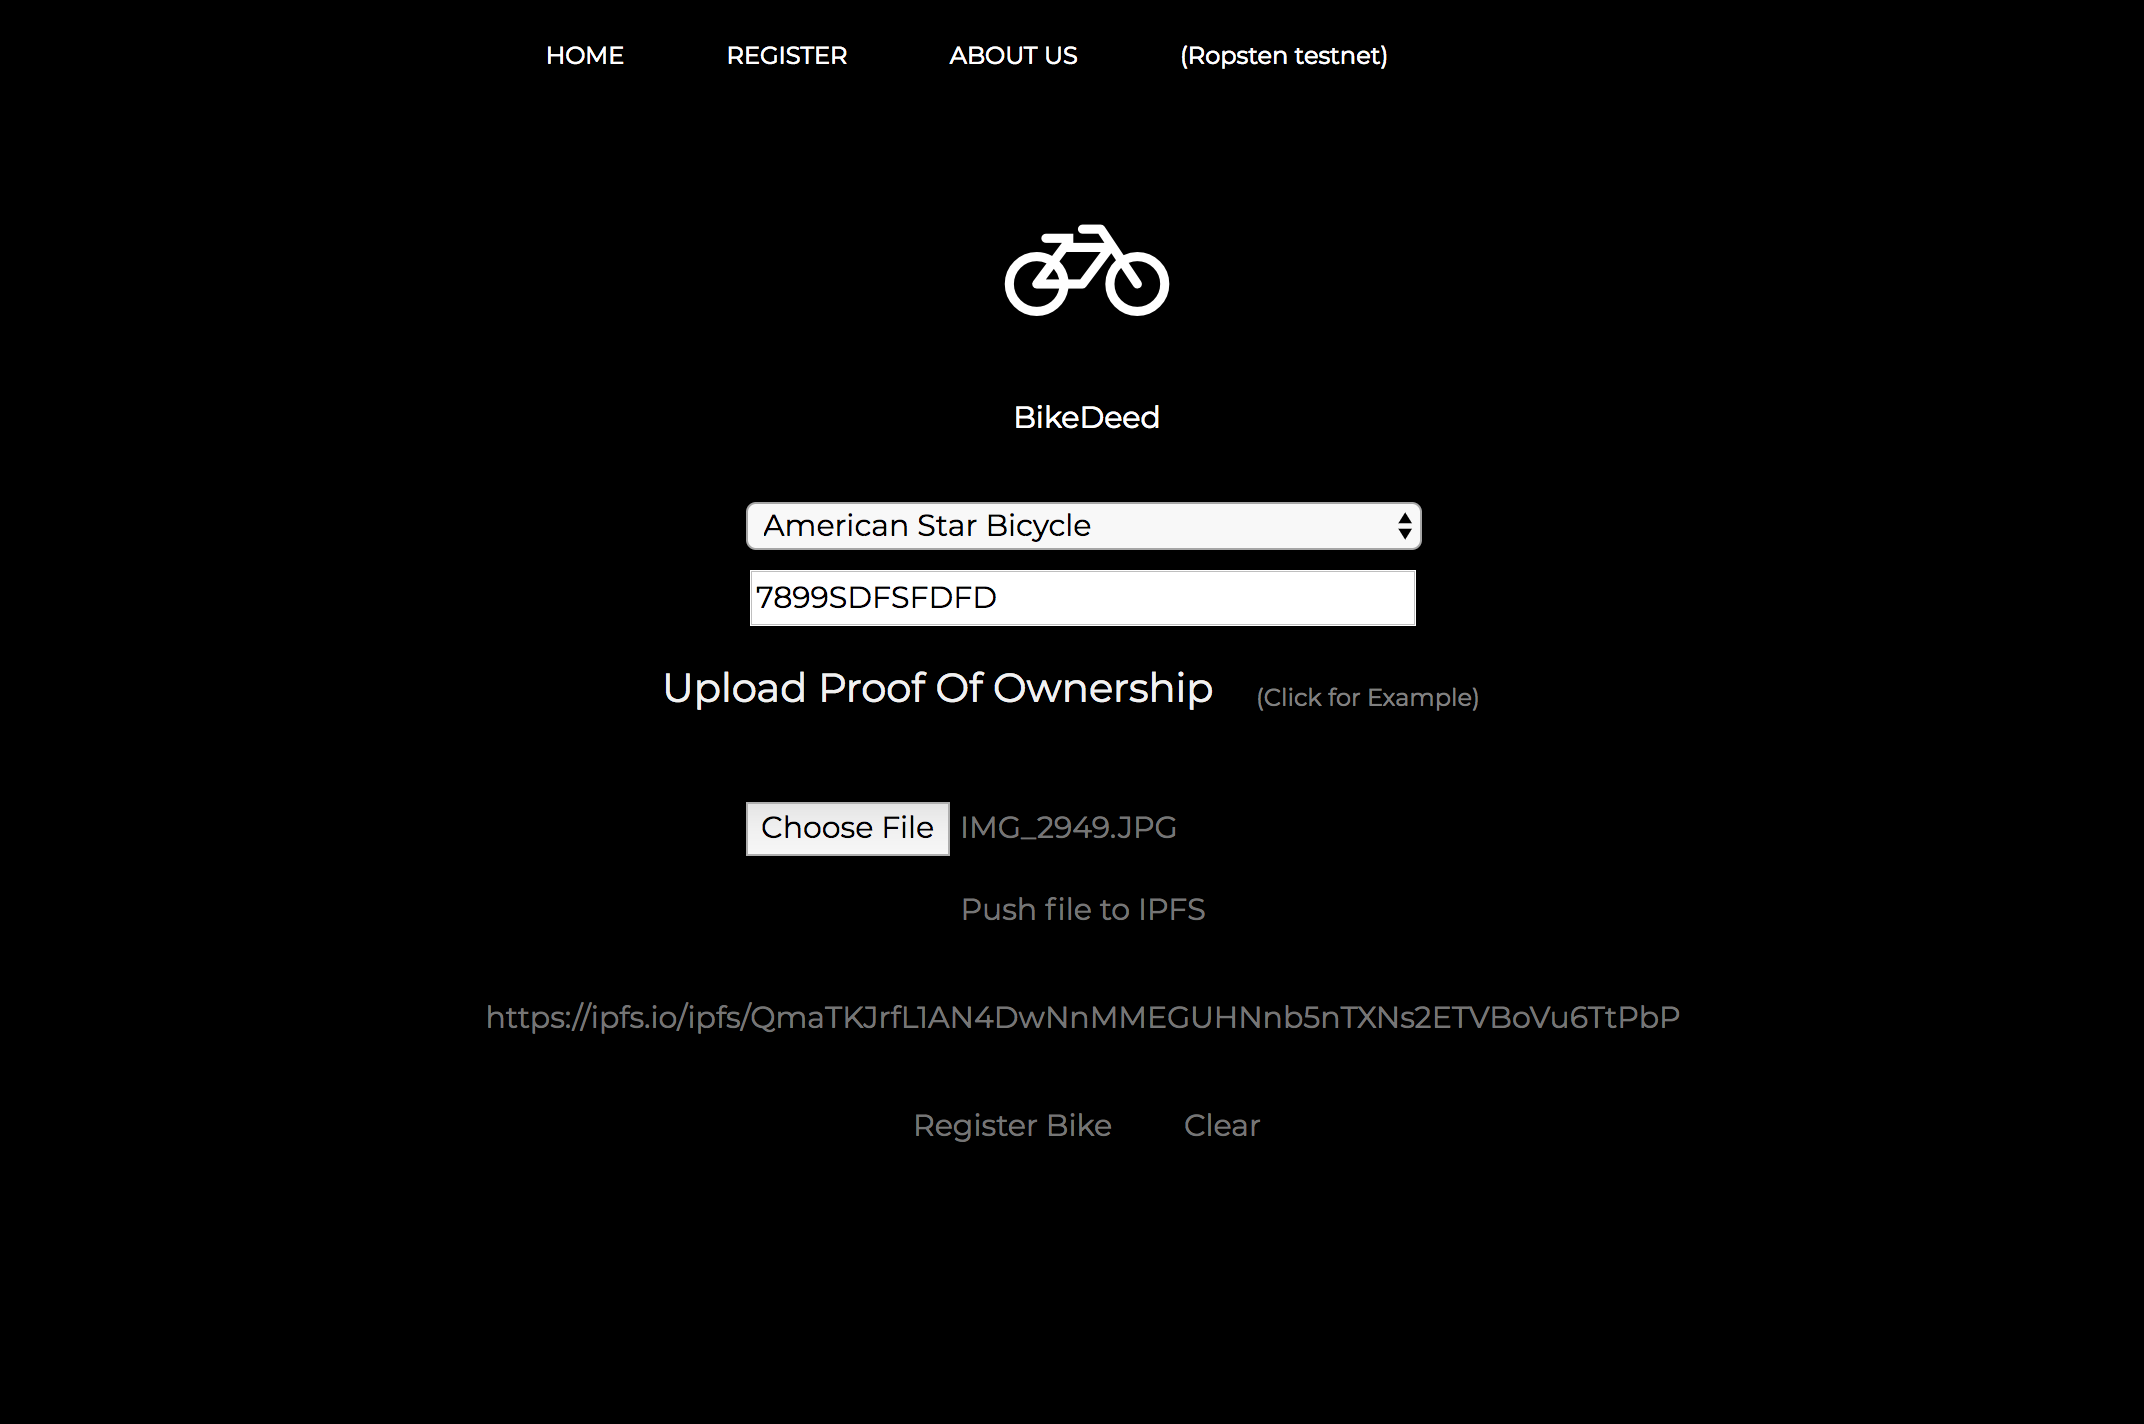 HOME REGISTER ABOUT US (Ropsten testnet)
BikeDeed
American Star Bicycle
7899SDFSFDFD
Upload Proof Of Ownership (Click for Example)
Choose File IMG_2949.JPG
Push file to IPFS
https://ipfs.io/ipfs/QmaTKJrfL1AN4DwNnMMEGUHNnb5nTXNs2ETVBoVu6TtPbP
Register Bike Clear